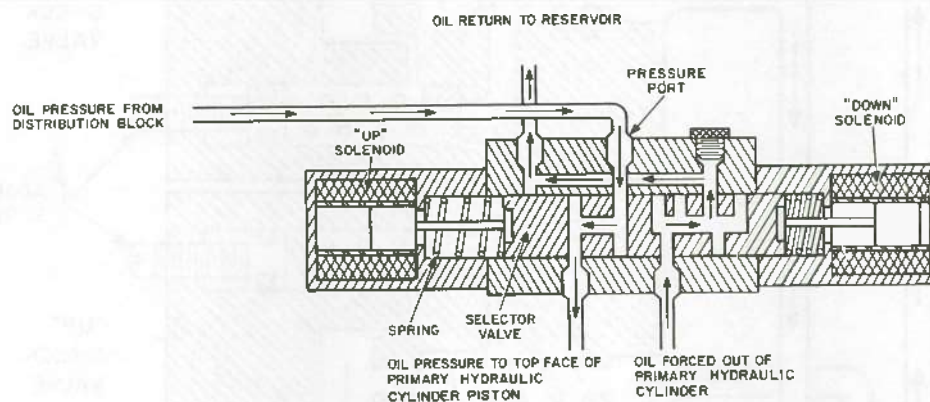 OIL RETURN TO RESERVOIR
OIL PRESSURE FROM
DISTRIBUTION BLOCK
PRESSURE
PORT
"UP"
SOLENOID
"DOWN"
SOLENOID
SPRING
SELECTOR
VALVE
OIL PRESSURE TO TOP FACE OF
PRIMARY HYDRAULIC
CYLINDER PISTON
OIL FORCED OUT OF
PRIMARY HYDRAULIC
CYLINDER